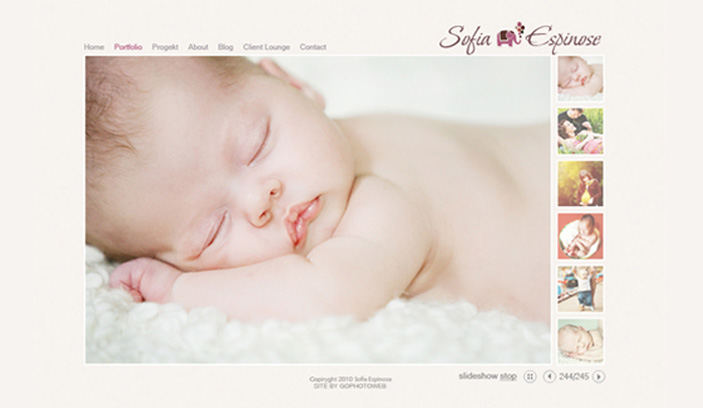 Sofia Espinose
Home Portfolio Progekt About Blog Client Lounge Contact
slideshow stop 244/245
Copiryght 2010 Sofia Espinose
SITE BY GOPHOTOWEB